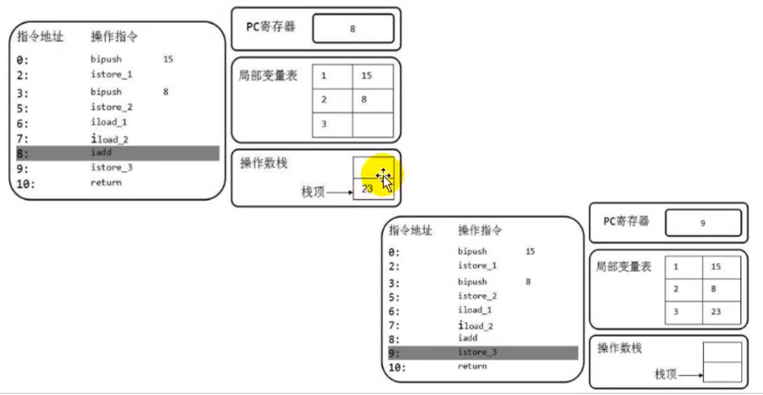 指令地址 操作指令
0: bipush 15
2: istore_1
3: bipush 8
5: istore_2
6: iload_1
7: iload_2
8: iadd
9: istore_3
10: return
PC寄存器 8
局部变量表
1 15
2 8
3
操作数栈
栈顶 23
指令地址 操作指令
0: bipush 15
2: istore_1
3: bipush 8
5: istore_2
6: iload_1
7: iload_2
8: iadd
9: istore_3
10: return
PC寄存器 9
局部变量表
1 15
2 8
3 23
操作数栈
栈顶